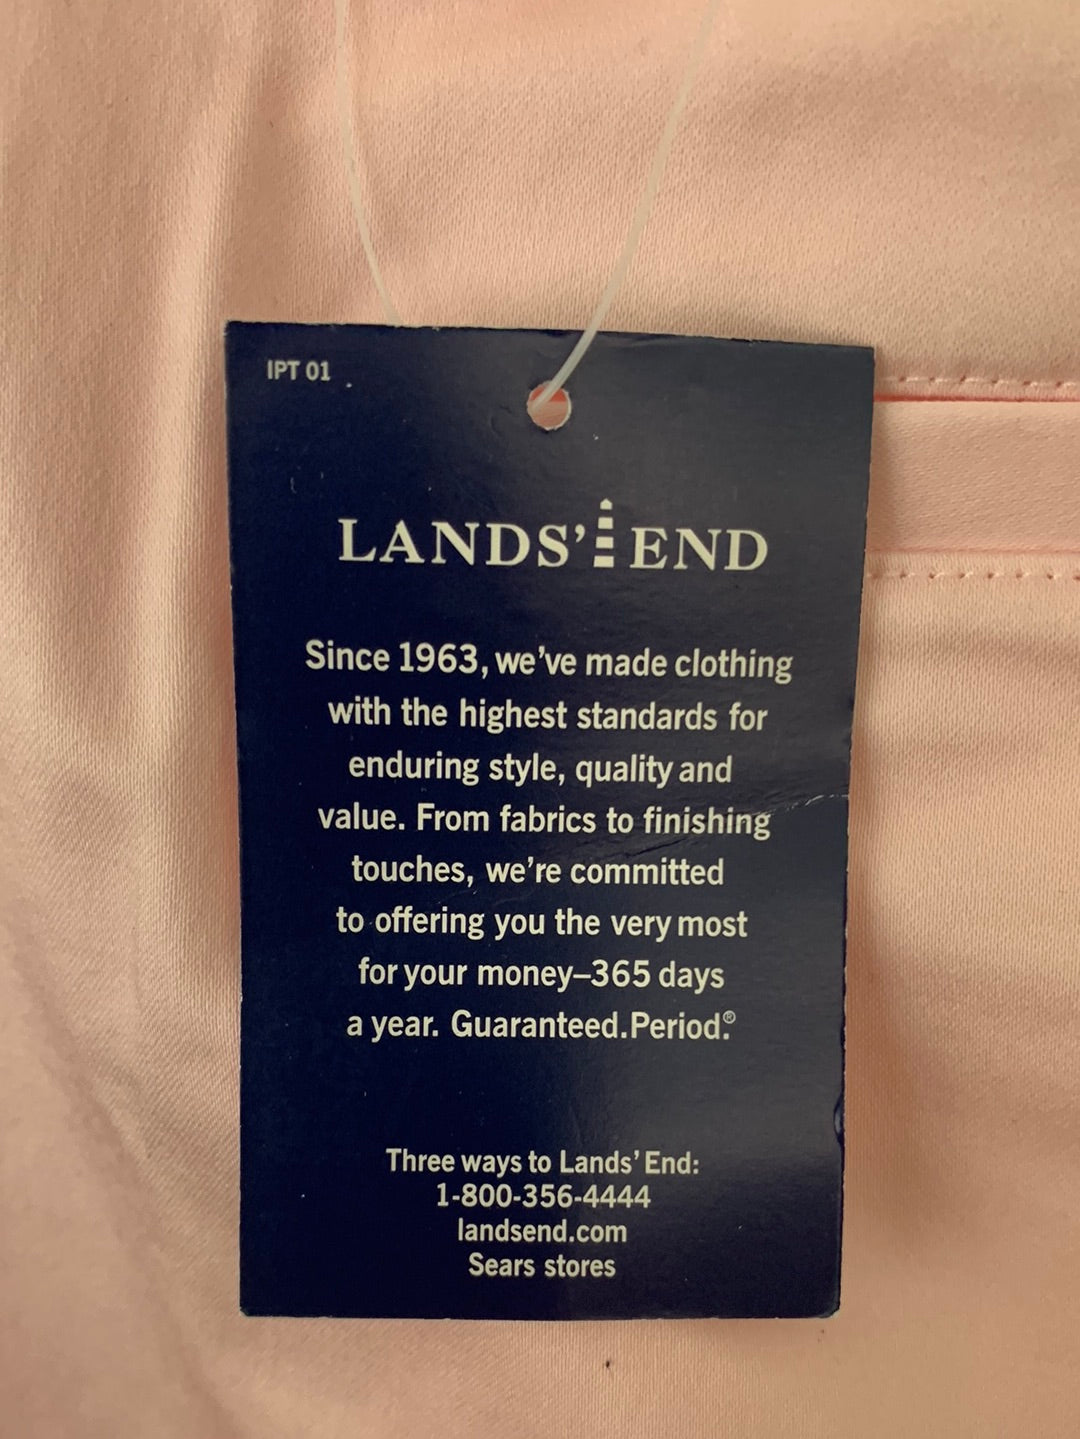 IPT 01
LANDS' END
Since 1963, we've made clothing
with the highest standards for
enduring style, quality and
value. From fabrics to finishing
touches, we're committed
to offering you the very most
for your money–365 days
a year. Guaranteed. Period.®
Three ways to Lands' End:
1-800-356-4444
landsend.com
Sears stores